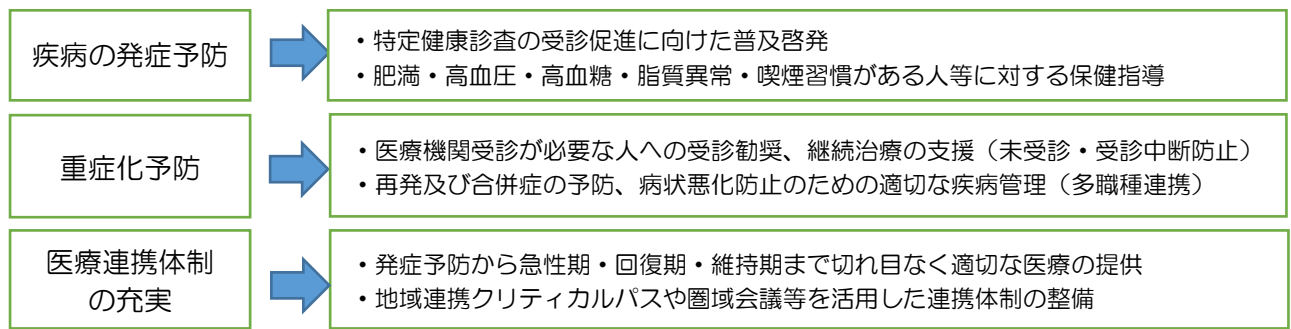 疾病の発症予防
・特定健康診査の受診促進に向けた普及啓発
・肥満・高血圧・高血糖・脂質異常・喫煙習慣がある人等に対する保健指導
重症化予防
・医療機関受診が必要な人への受診勧奨、継続治療の支援（未受診・受診中断防止）
・再発及び合併症の予防、病状悪化防止のための適切な疾病管理（多職種連携）
医療連携体制
の充実
・発症予防から急性期・回復期・維持期まで切れ目なく適切な医療の提供
・地域連携クリティカルパスや圏域会議等を活用した連携体制の整備